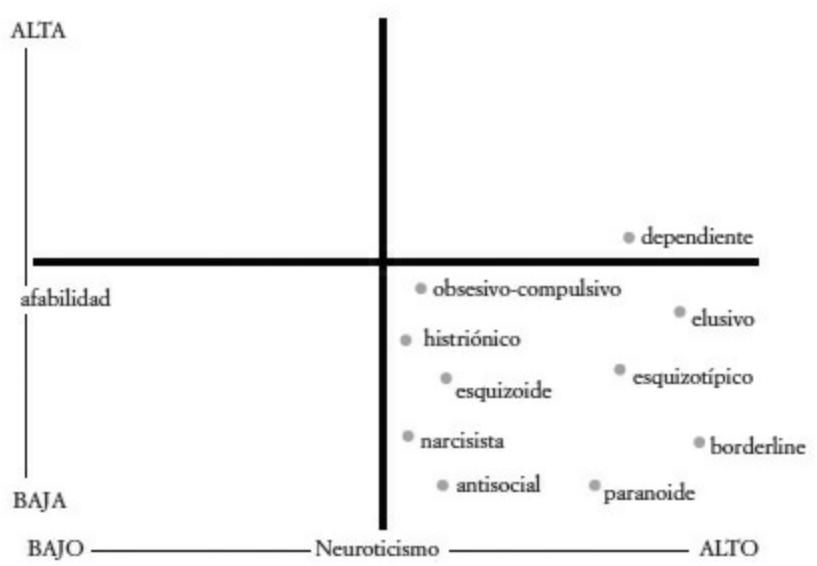 ALTA
dependiente
obsesivo-compulsivo
afabilidad
elusivo
histriónico
esquizotípico
esquizoide
narcisista
borderline
antisocial
paranoide
BAJA
BAJO
Neuroticismo
ALTO